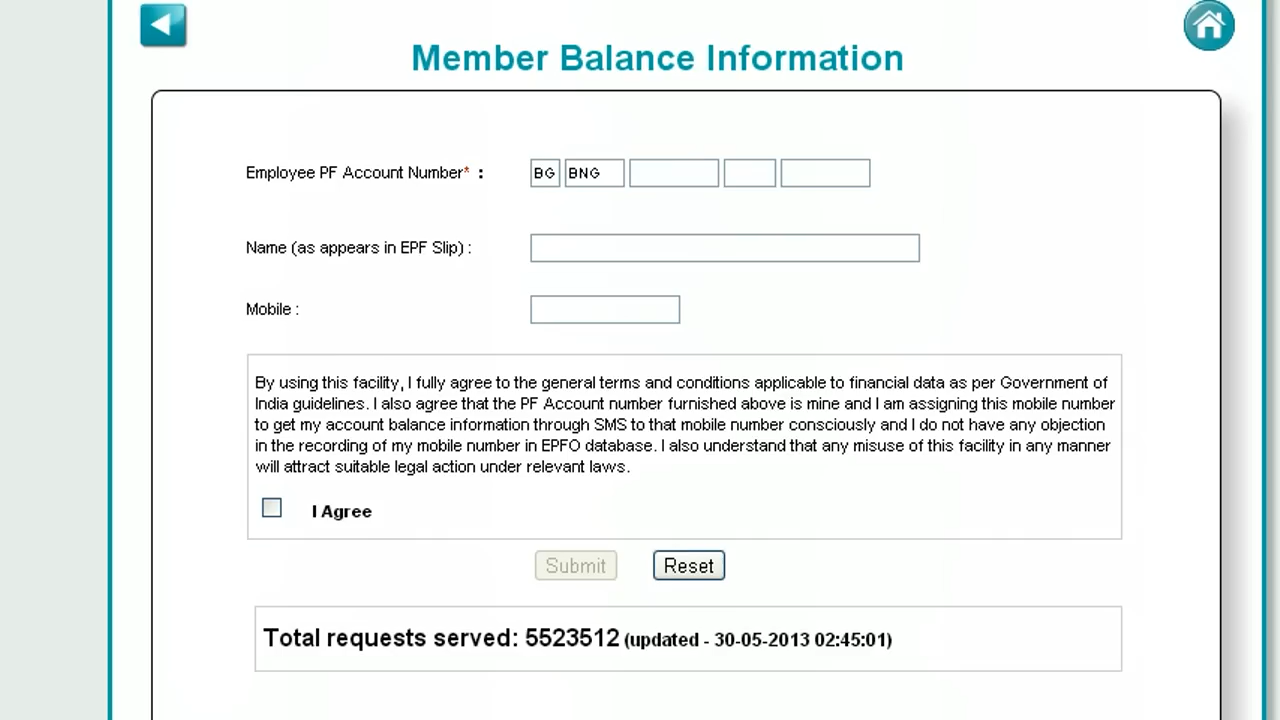 Member Balance Information
Employee PF Account Number* : BG BNG
Name (as appears in EPF Slip) :
Mobile :
By using this facility, I fully agree to the general terms and conditions applicable to financial data as per Government of
India guidelines. I also agree that the PF Account number furnished above is mine and I am assigning this mobile number
to get my account balance information through SMS to that mobile number consciously and I do not have any objection
in the recording of my mobile number in EPFO database. I also understand that any misuse of this facility in any manner
will attract suitable legal action under relevant laws.
I Agree
Submit Reset
Total requests served: 5523512 (updated - 30-05-2013 02:45:01)